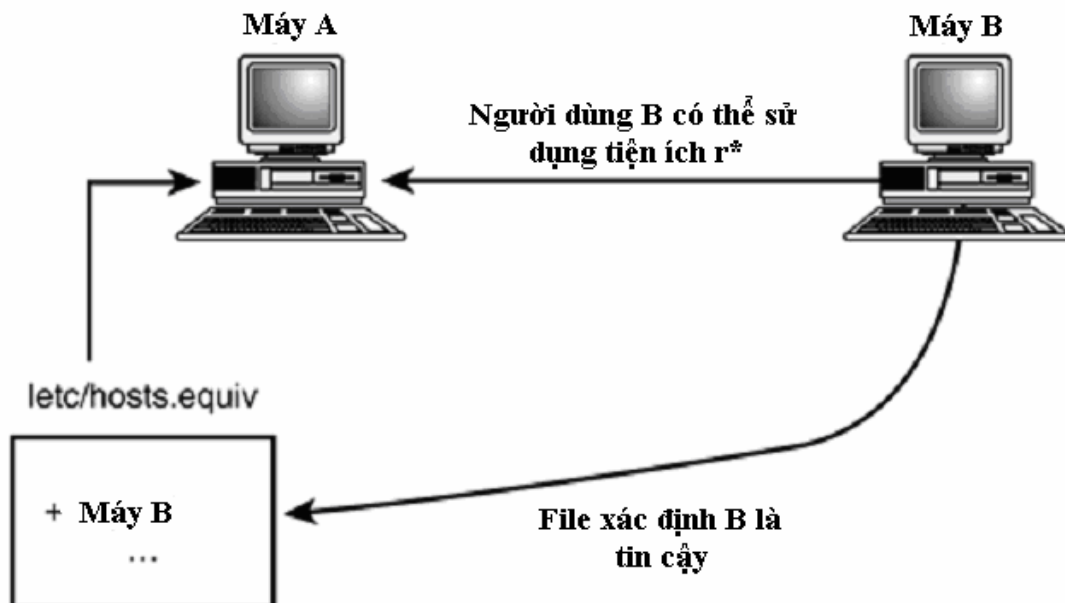 Máy A
Máy B
Người dùng B có thể sử
dụng tiện ích r*
letc/hosts.equiv
+ Máy B
...
File xác định B là
tin cậy